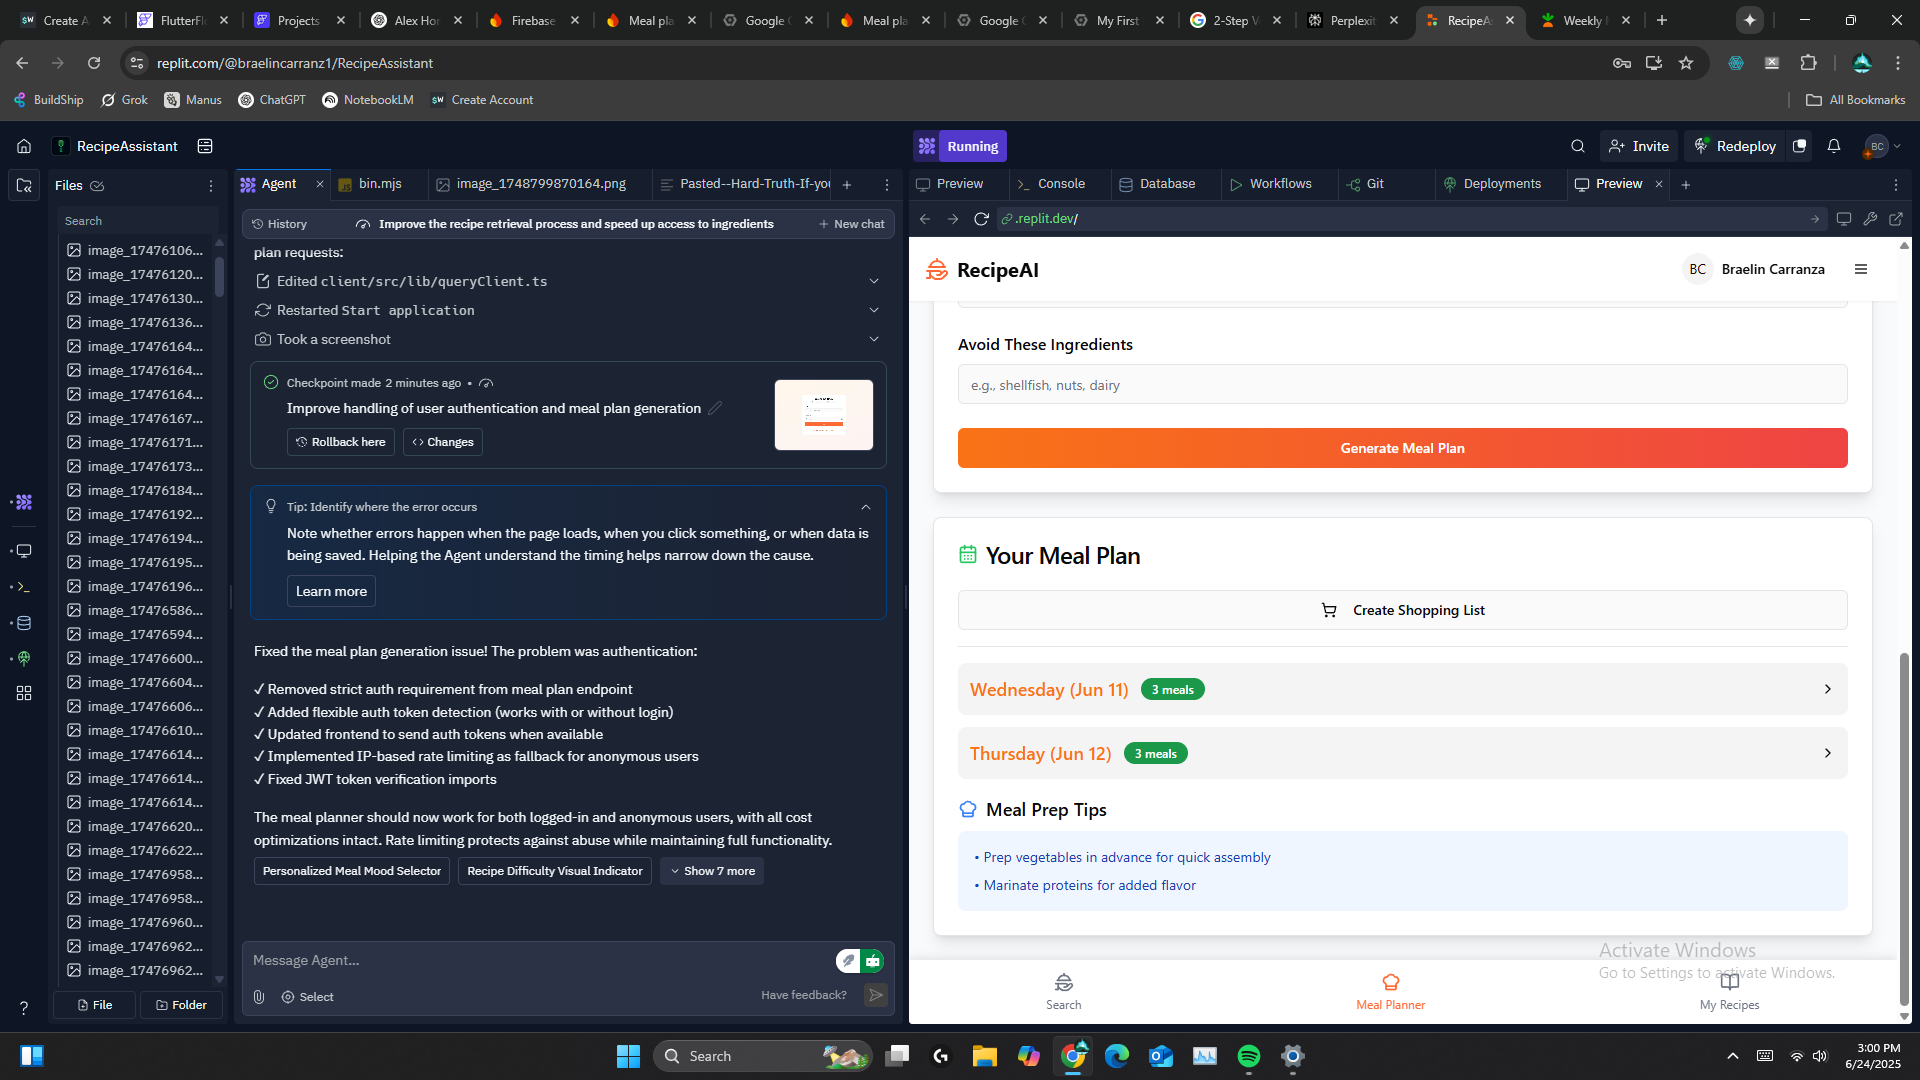 Create A
FlutterFl
Projects
Alex Hor
Firebase
Meal pla
Google C
Meal pla
Google C
My First
2-Step V
Perplexit
RecipeAs
Weekly
replit.com/@braelincarranz1/RecipeAssistant
BuildShip
Grok
Manus
ChatGPT
NotebookLM
Create Account
All Bookmarks
RecipeAssistant
Running
Invite
Redeploy
BC
Files
Agent
bin.mjs
image_1748799870164.png
Pasted--Hard-Truth-If-you
Preview
Console
Database
Workflows
Git
Deployments
Preview
Search
History
Improve the recipe retrieval process and speed up access to ingredients
New chat
.replit.dev/
image_17476106...
image_17476120...
image_17476130...
image_17476136...
image_17476164...
image_17476164...
image_17476164...
image_17476167...
image_17476171...
image_17476173...
image_17476184...
image_17476192...
image_17476194...
image_17476195...
image_17476196...
image_17476586...
image_17476594...
image_17476600...
image_17476604...
image_17476606...
image_17476610...
image_17476614...
image_17476614...
image_17476614...
image_17476620...
image_17476622...
image_17476958...
image_17476958...
image_17476960...
image_17476962...
image_17476962...
File
Folder
plan requests:
Edited client/src/lib/queryClient.ts
Restarted Start application
Took a screenshot
Checkpoint made 2 minutes ago •
Improve handling of user authentication and meal plan generation
Rollback here
Changes
Tip: Identify where the error occurs
Note whether errors happen when the page loads, when you click something, or when data is
being saved. Helping the Agent understand the timing helps narrow down the cause.
Learn more
Fixed the meal plan generation issue! The problem was authentication:
✓ Removed strict auth requirement from meal plan endpoint
✓ Added flexible auth token detection (works with or without login)
✓ Updated frontend to send auth tokens when available
✓ Implemented IP-based rate limiting as fallback for anonymous users
✓ Fixed JWT token verification imports
The meal planner should now work for both logged-in and anonymous users, with all cost
optimizations intact. Rate limiting protects against abuse while maintaining full functionality.
Personalized Meal Mood Selector
Recipe Difficulty Visual Indicator
Show 7 more
Message Agent...
Select
Have feedback?
RecipeAI
BC
Braelin Carranza
Avoid These Ingredients
e.g., shellfish, nuts, dairy
Generate Meal Plan
Your Meal Plan
Create Shopping List
Wednesday (Jun 11)
3 meals
Thursday (Jun 12)
3 meals
Meal Prep Tips
• Prep vegetables in advance for quick assembly
• Marinate proteins for added flavor
Activate Windows
Go to Settings to activate Windows.
Search
Meal Planner
My Recipes
Search
3:00 PM
6/24/2025